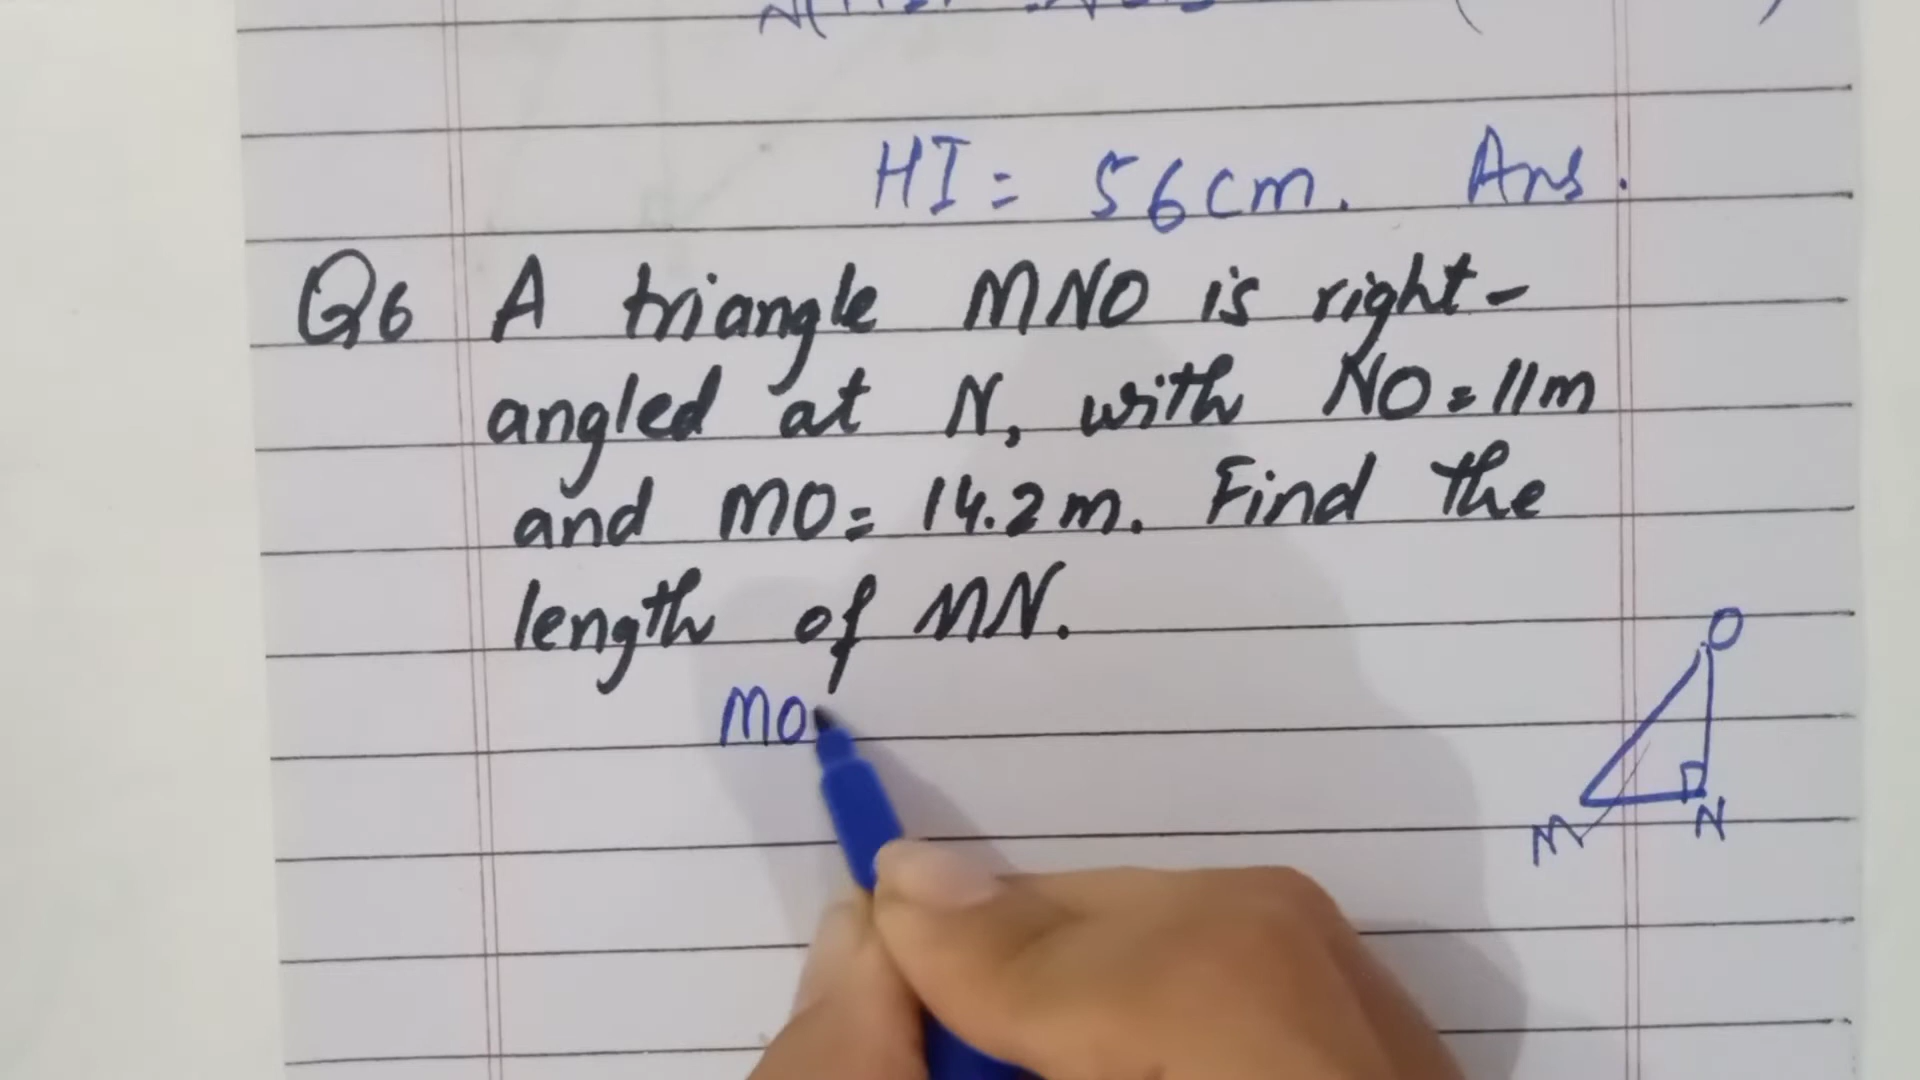 HI = 56cm. Ans.
Q6 A triangle MNO is right-
angled at N, with NO = 11m
and MO = 14.2m. Find the
length of MN.
MO
O
M
N